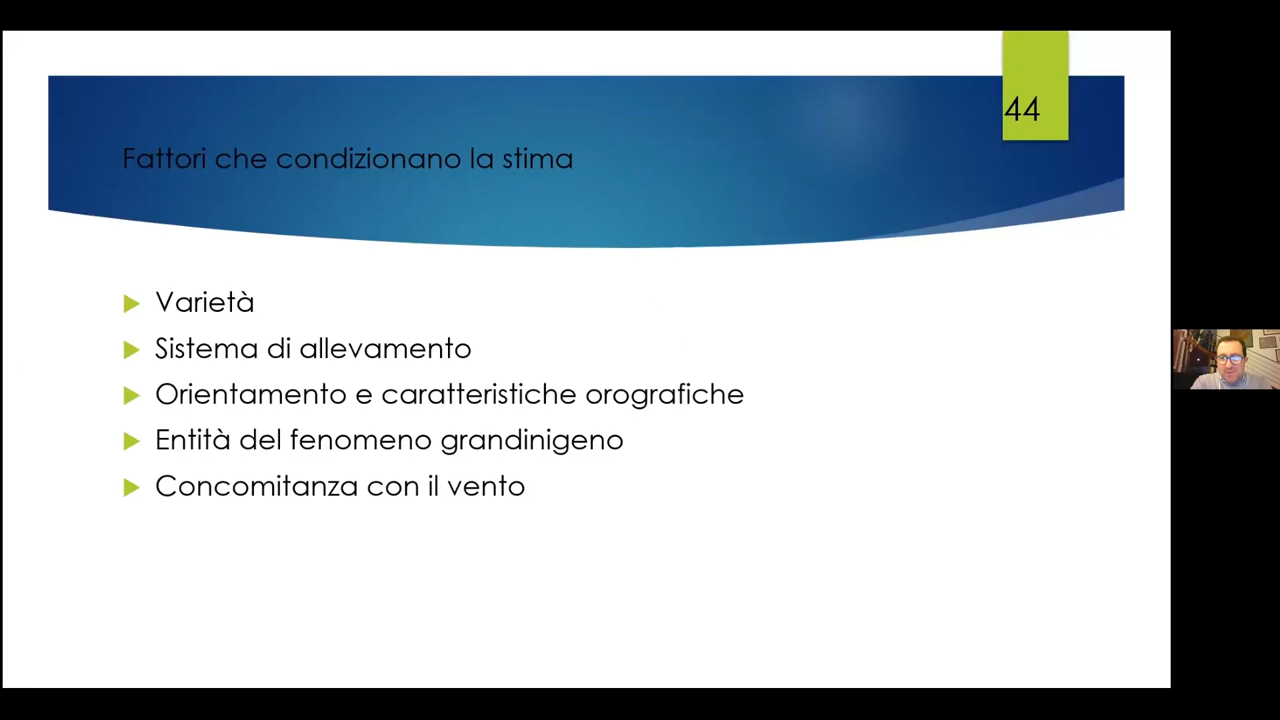 44
Fattori che condizionano la stima
Varietà
Sistema di allevamento
Orientamento e caratteristiche orografiche
Entità del fenomeno grandinigeno
Concomitanza con il vento